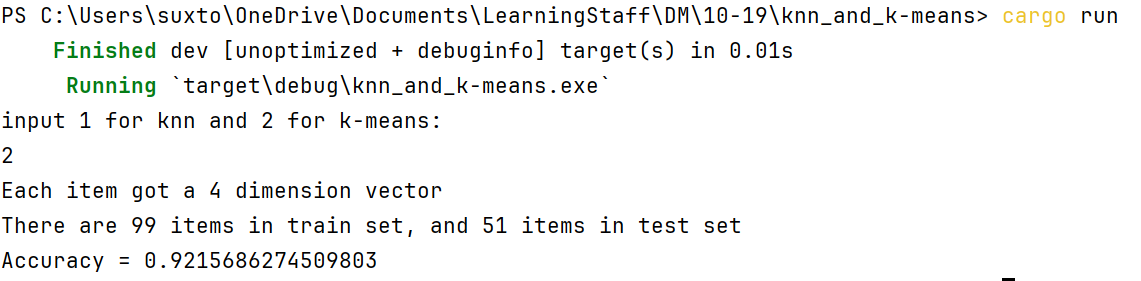 PS C:\Users\suxto\OneDrive\Documents\LearningStaff\DM\10-19\knn_and_k-means> cargo run
    Finished dev [unoptimized + debuginfo] target(s) in 0.01s
     Running `target\debug\knn_and_k-means.exe`
input 1 for knn and 2 for k-means:
2
Each item got a 4 dimension vector
There are 99 items in train set, and 51 items in test set
Accuracy = 0.9215686274509803